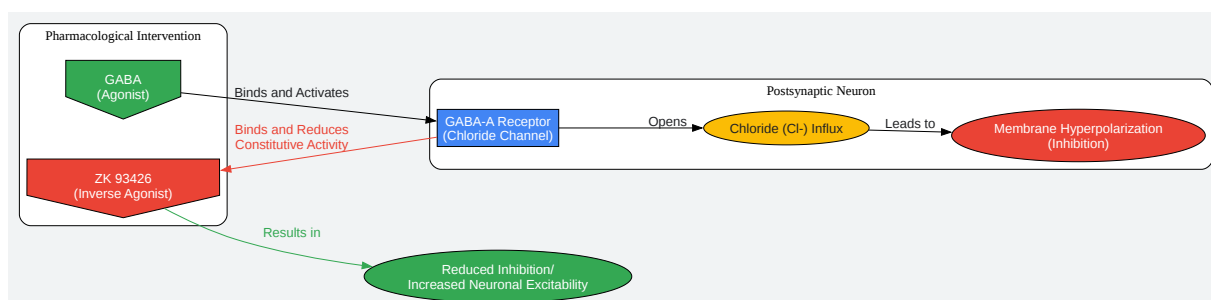 Pharmacological Intervention
GABA
(Agonist)
Binds and Activates
Postsynaptic Neuron
GABA-A Receptor
(Chloride Channel)
Opens
Chloride (Cl-) Influx
Leads to
Membrane Hyperpolarization
(Inhibition)
Binds and Reduces
Constitutive Activity
ZK 93426
(Inverse Agonist)
Results in
Reduced Inhibition/
Increased Neuronal Excitability